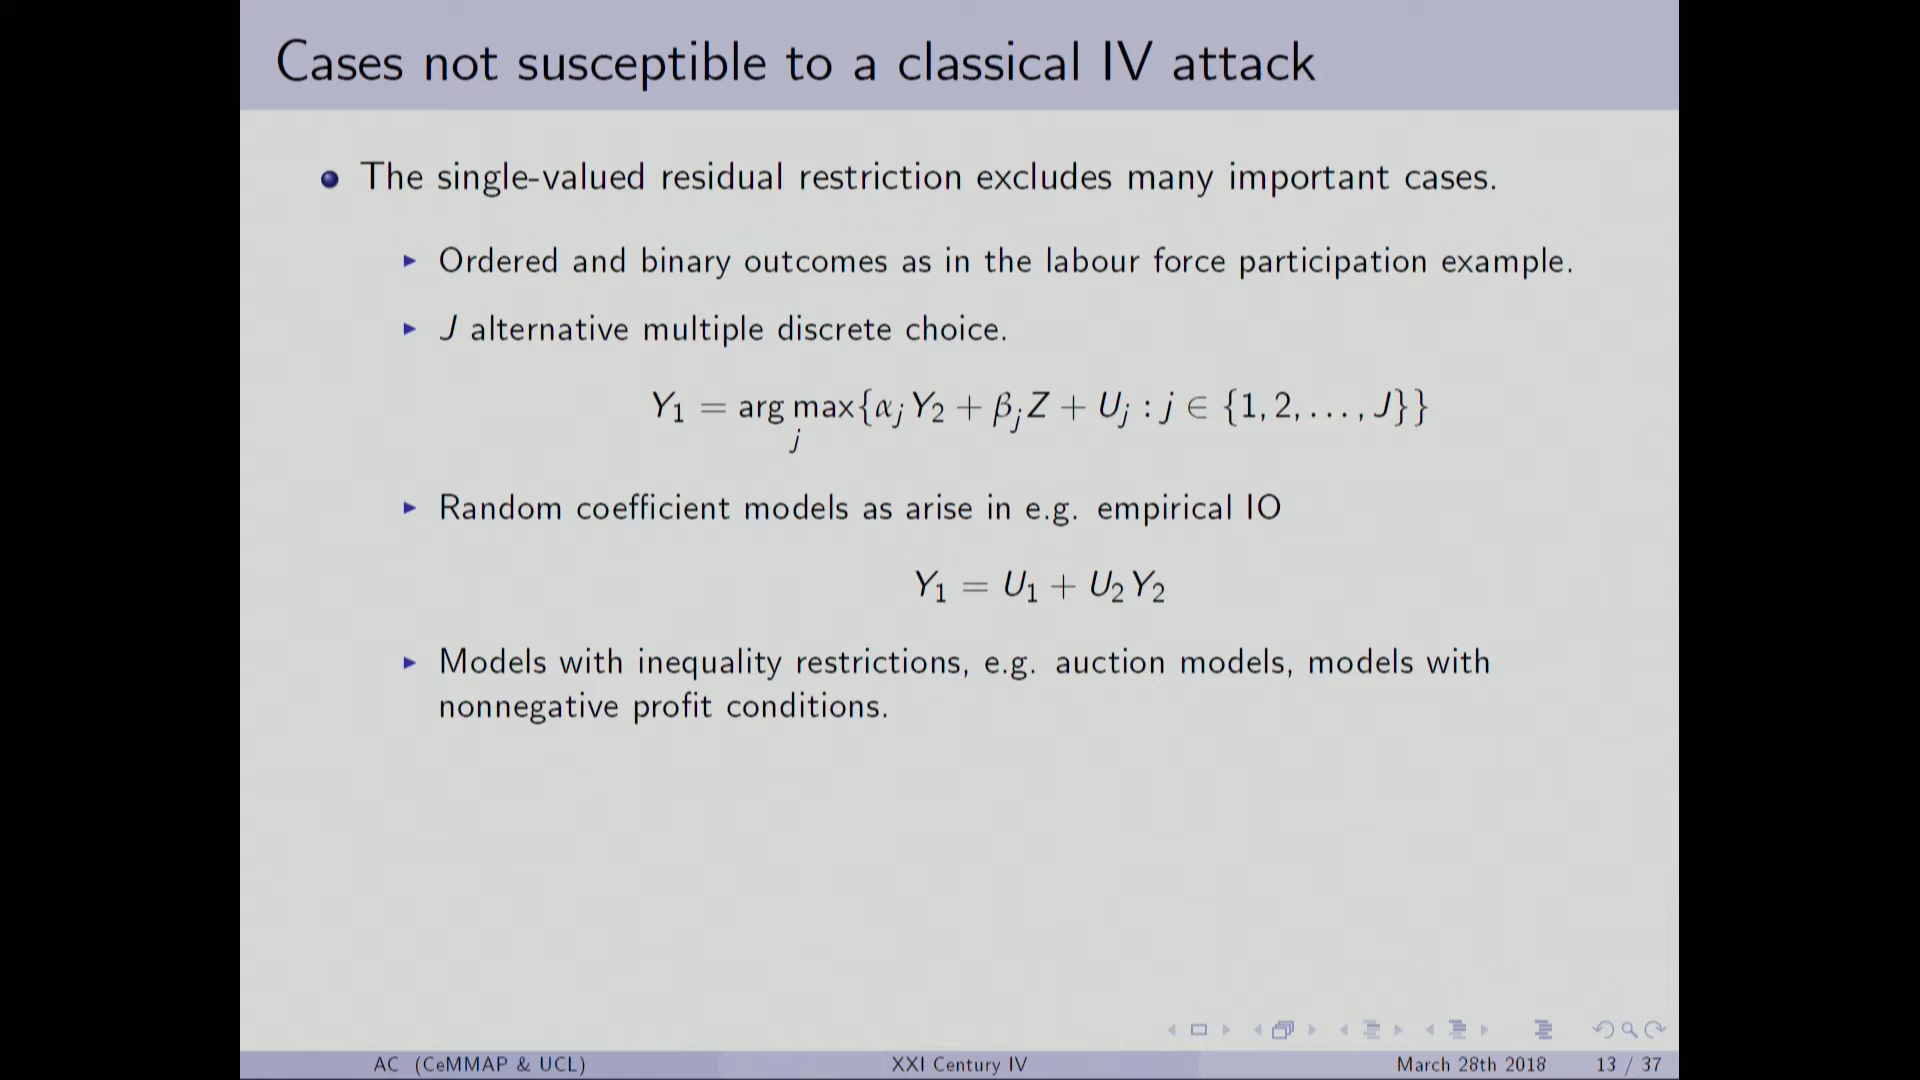 Cases not susceptible to a classical IV attack
The single-valued residual restriction excludes many important cases.
Ordered and binary outcomes as in the labour force participation example.
J alternative multiple discrete choice.
Y₁ = arg max{αⱼY₂ + βⱼZ + Uⱼ : j ∈ {1, 2, . . . , J}}
j
Random coefficient models as arise in e.g. empirical IO
Y₁ = U₁ + U₂Y₂
Models with inequality restrictions, e.g. auction models, models with
nonnegative profit conditions.
AC (CeMMAP & UCL) XXI Century IV March 28th 2018 13 / 37